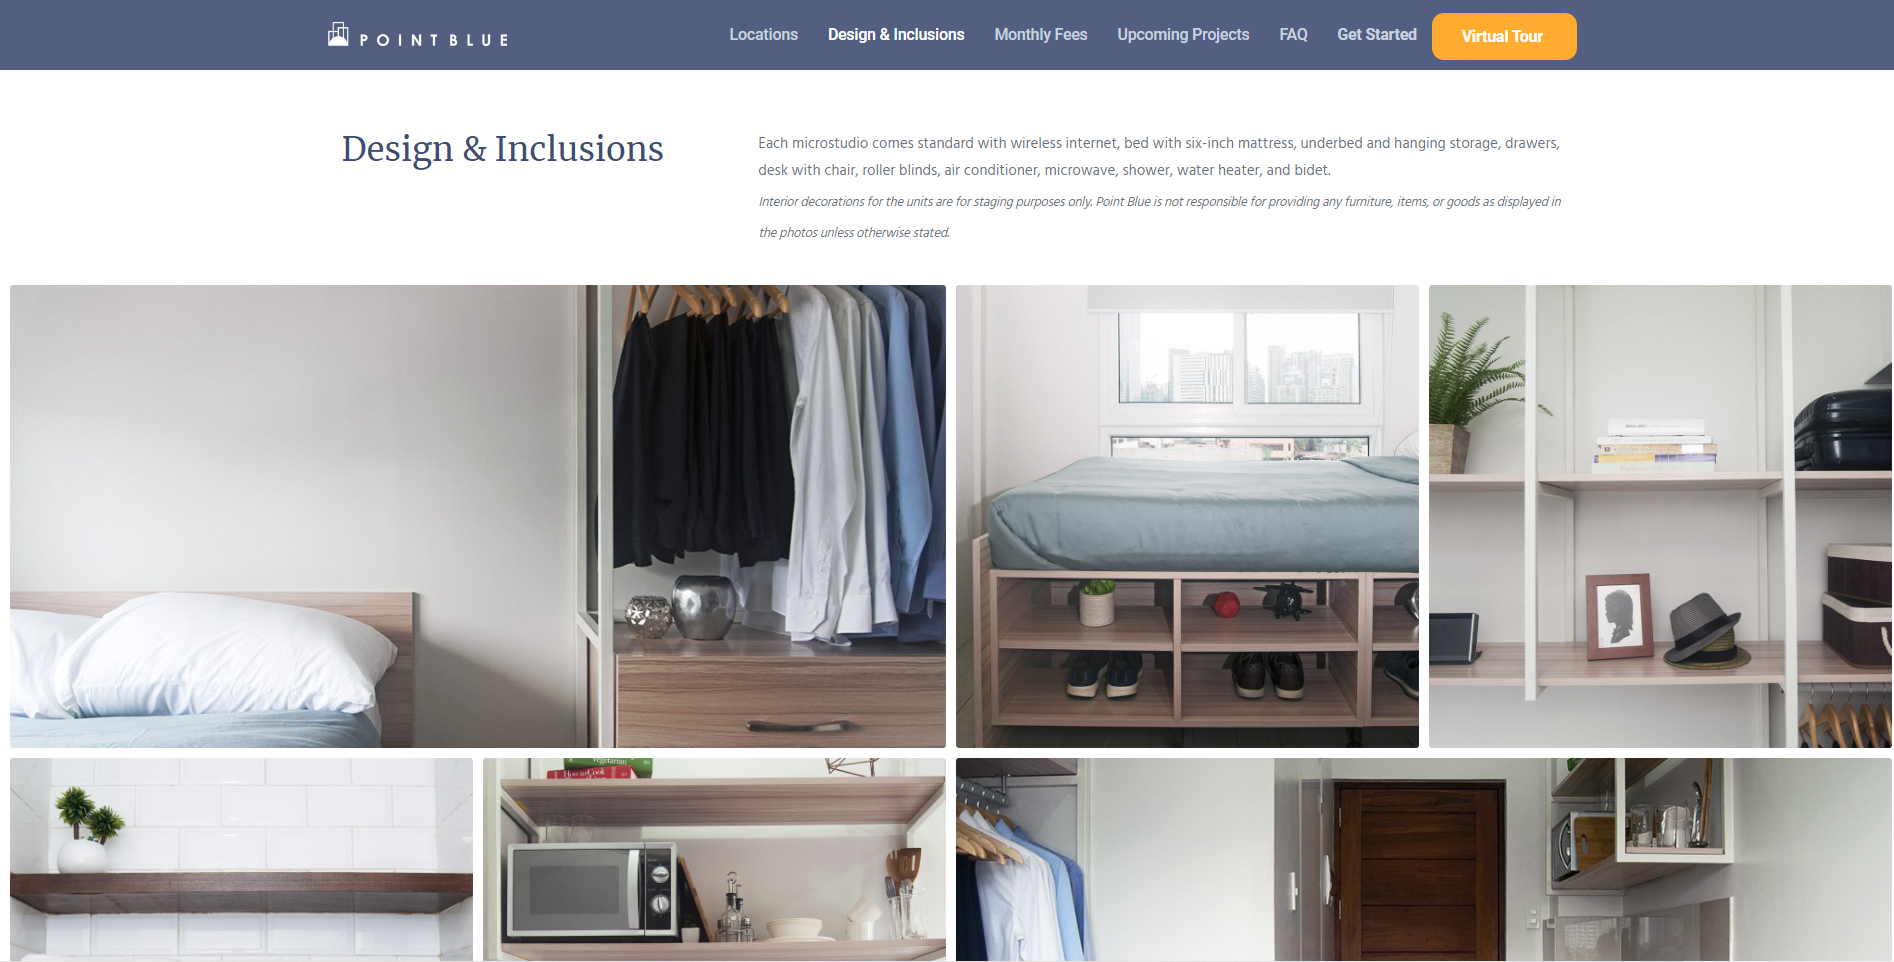 POINT BLUE
Locations
Design & Inclusions
Monthly Fees
Upcoming Projects
FAQ
Get Started
Virtual Tour
Design & Inclusions
Each microstudio comes standard with wireless internet, bed with six-inch mattress, underbed and hanging storage, drawers,
desk with chair, roller blinds, air conditioner, microwave, shower, water heater, and bidet.
Interior decorations for the units are for staging purposes only. Point Blue is not responsible for providing any furniture, items, or goods as displayed in
the photos unless otherwise stated.
vegetarian
How to Cook